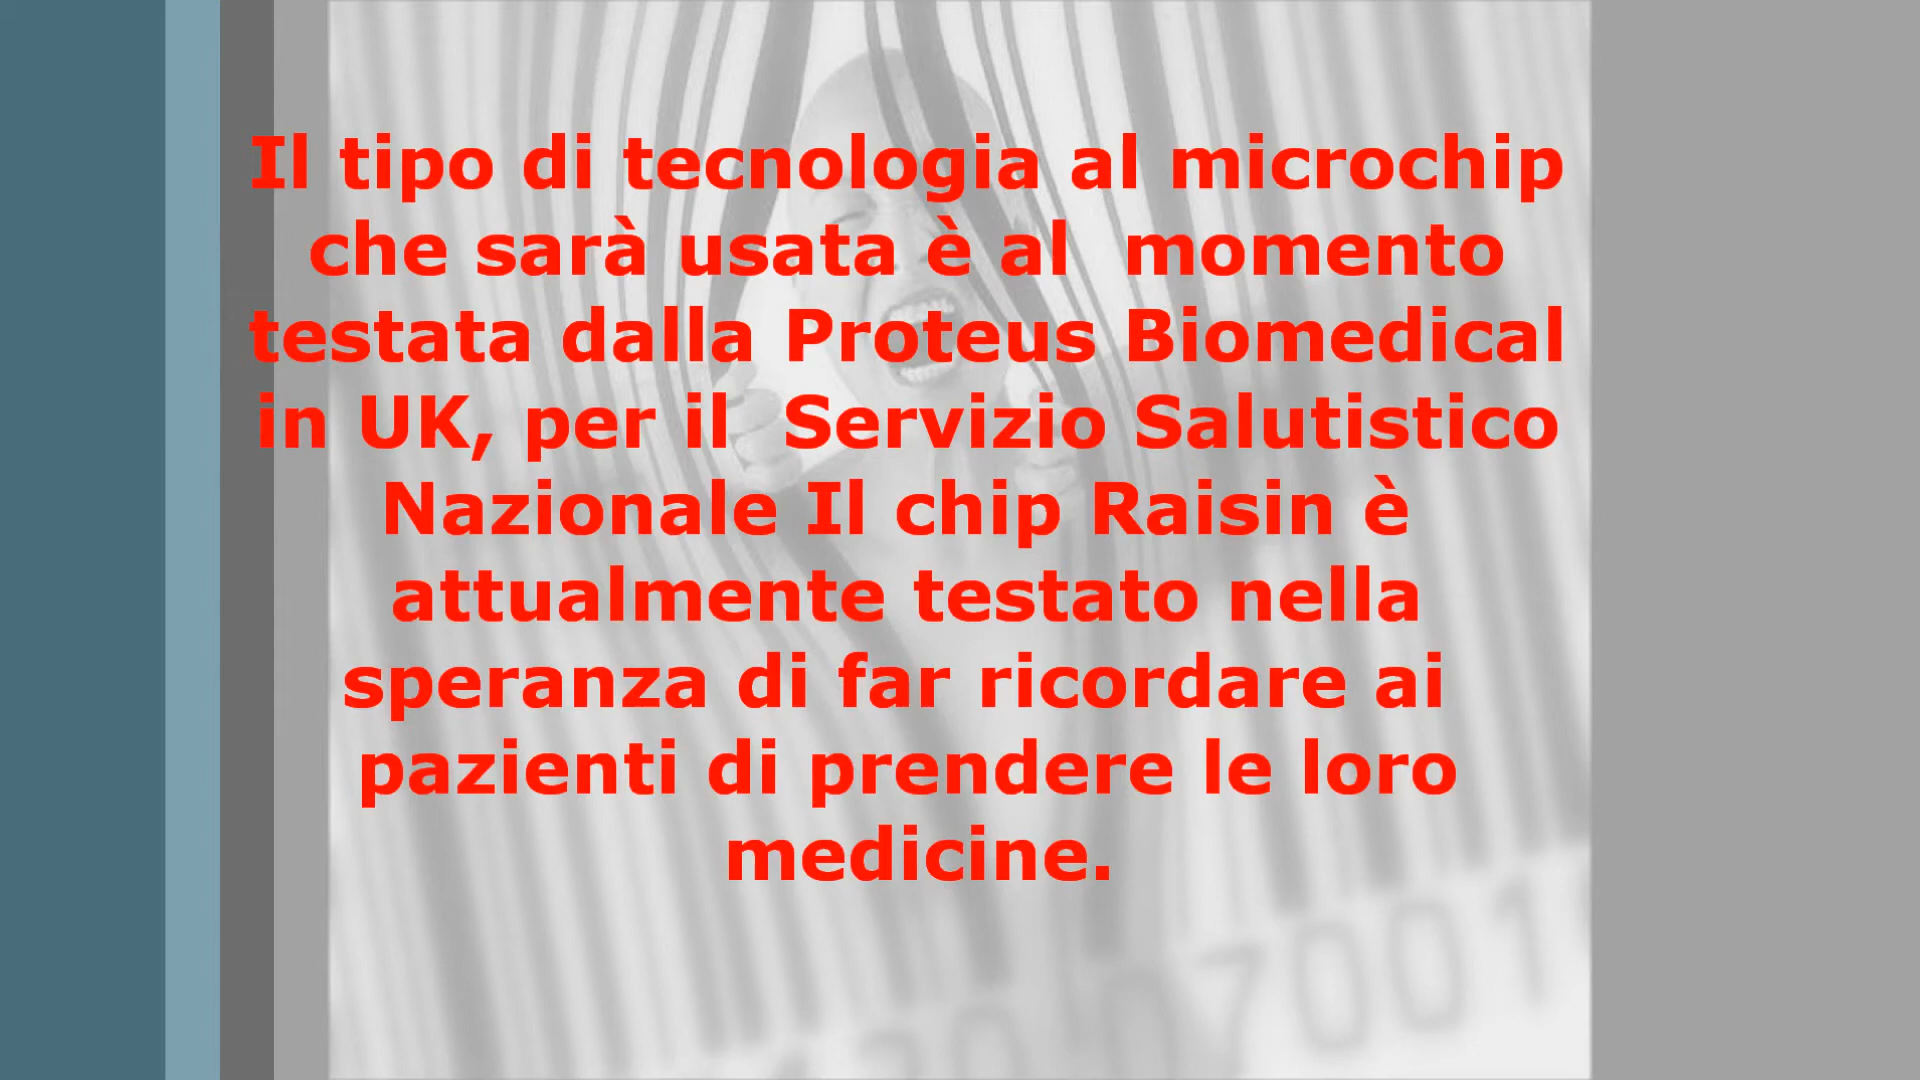 Il tipo di tecnologia al microchip
che sarà usata è al momento
testata dalla Proteus Biomedical
in UK, per il Servizio Salutistico
Nazionale Il chip Raisin è
attualmente testato nella
speranza di far ricordare ai
pazienti di prendere le loro
medicine.